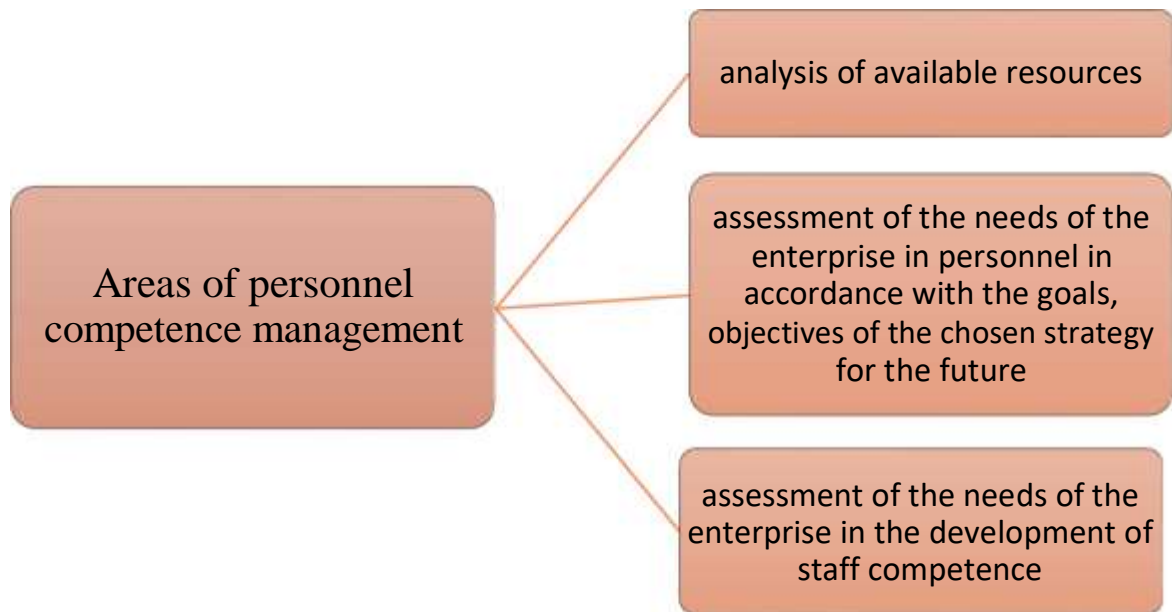 Areas of personnel
competence management
analysis of available resources
assessment of the needs of the
enterprise in personnel in
accordance with the goals,
objectives of the chosen strategy
for the future
assessment of the needs of the
enterprise in the development of
staff competence